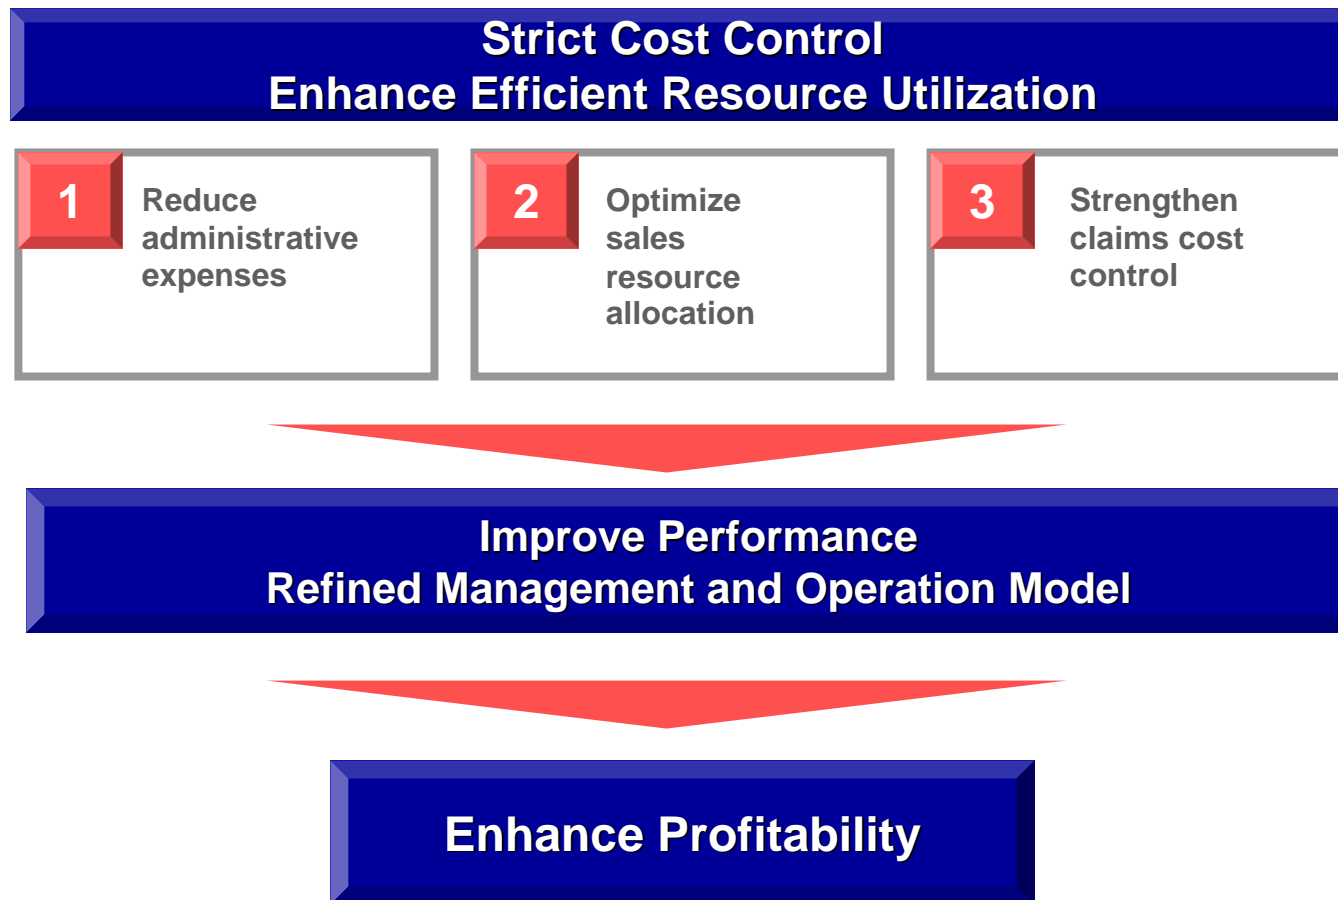 Strict Cost Control
Enhance Efficient Resource Utilization
1
Reduce
administrative
expenses
2
Optimize
sales
resource
allocation
3
Strengthen
claims cost
control
Improve Performance
Refined Management and Operation Model
Enhance Profitability